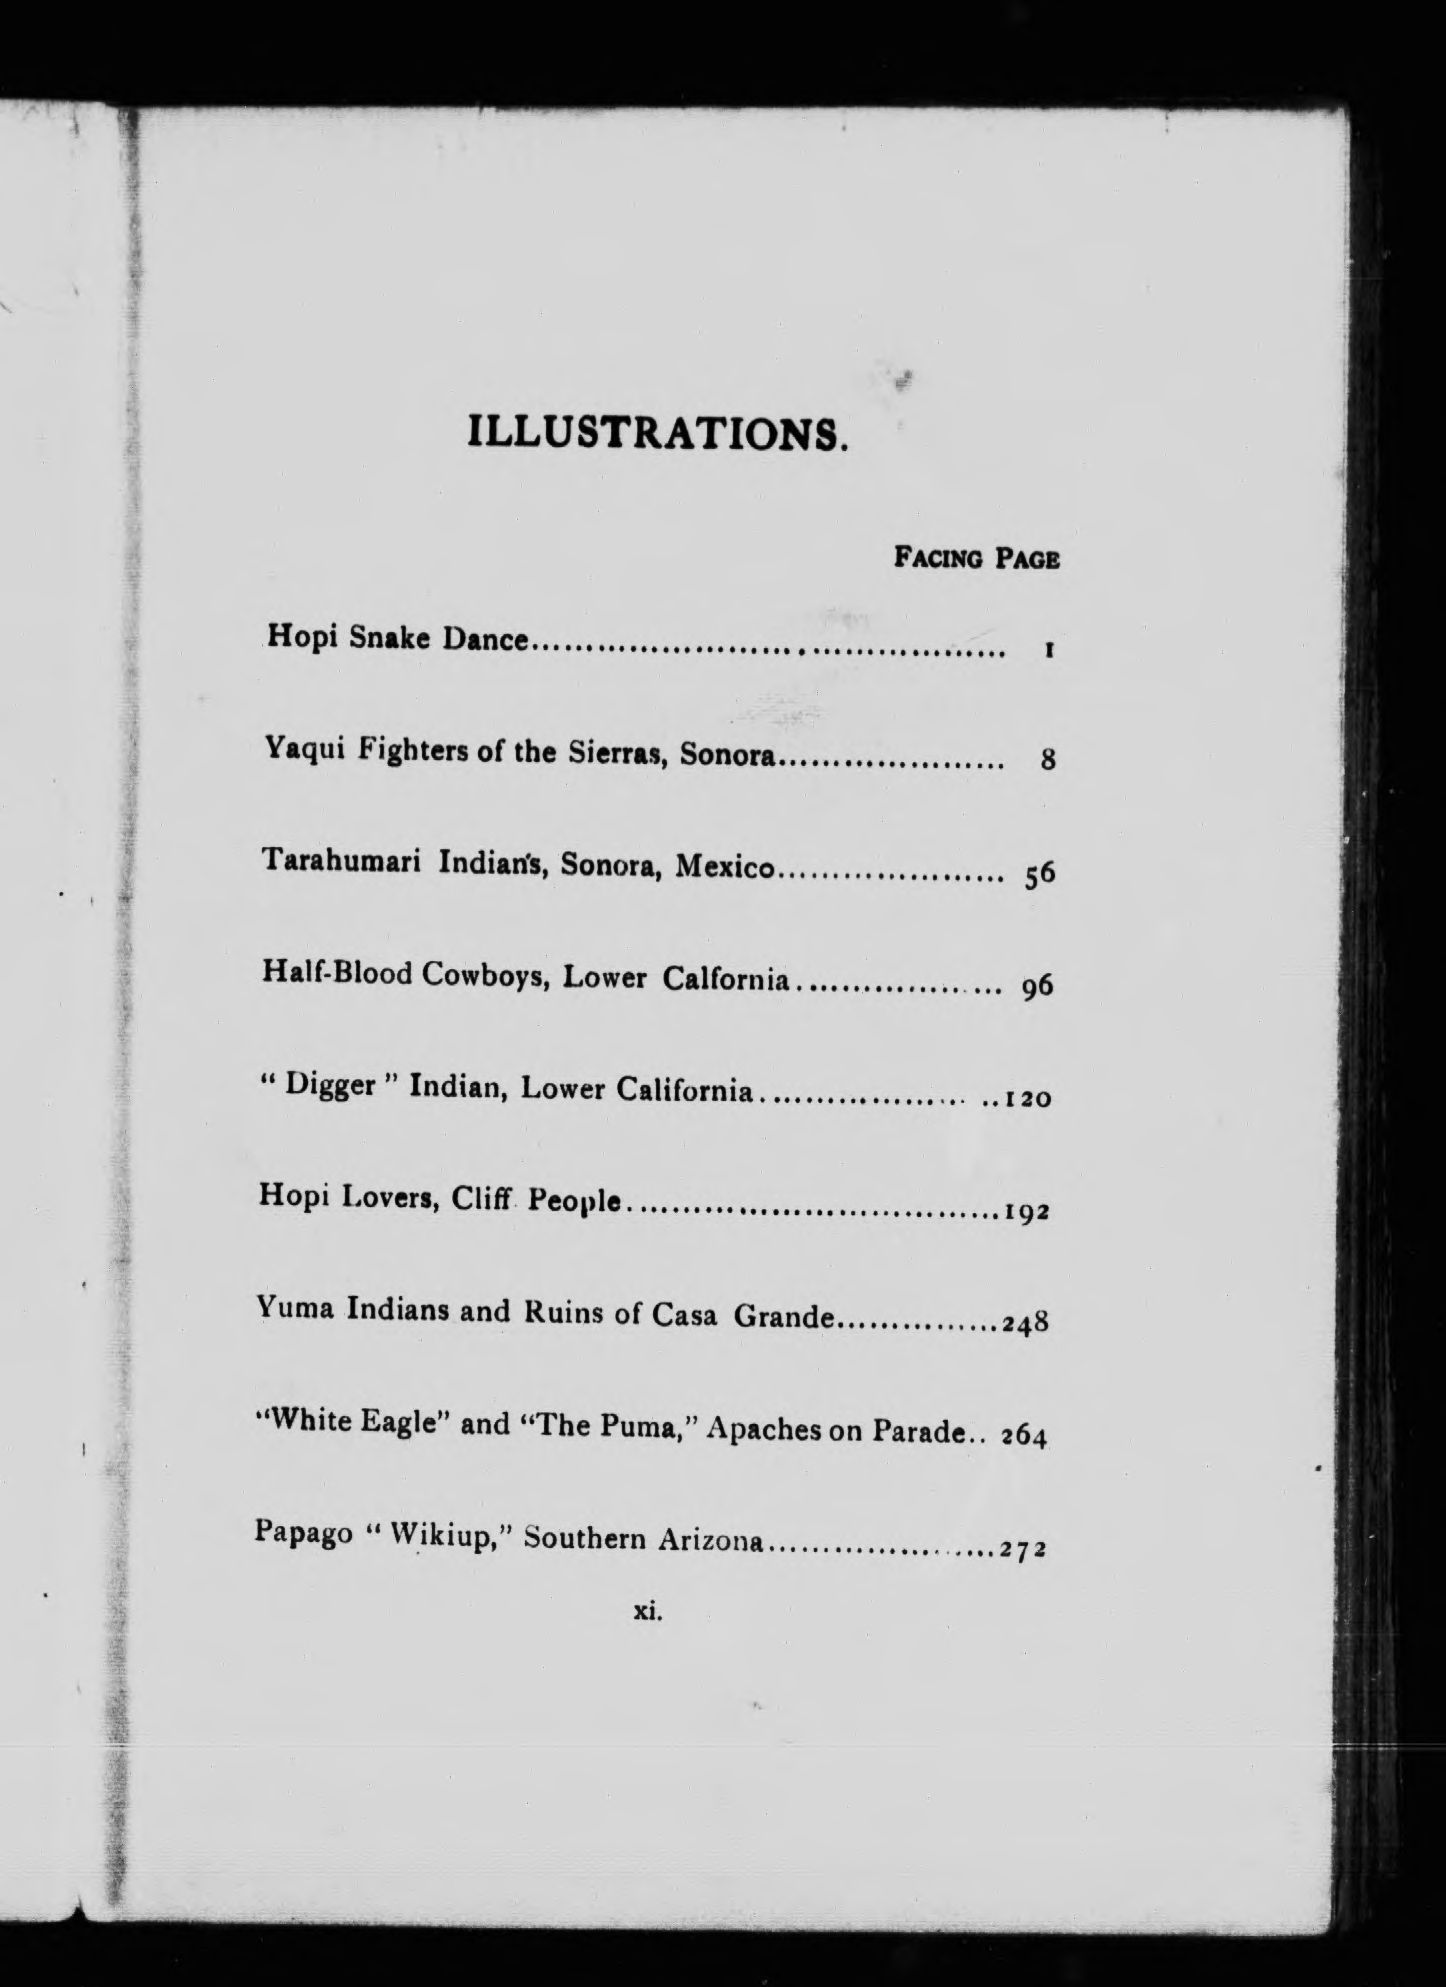 ILLUSTRATIONS.
FACING PAGE
Hopi Snake Dance................................................ 1
Yaqui Fighters of the Sierras, Sonora..................... 8
Tarahumari Indian's, Sonora, Mexico..................... 56
Half-Blood Cowboys, Lower Calfornia................... 96
“ Digger ” Indian, Lower California.....................120
Hopi Lovers, Cliff People...................................192
Yuma Indians and Ruins of Casa Grande...............248
“White Eagle” and “The Puma,” Apaches on Parade.. 264
Papago “ Wikiup,” Southern Arizona.....................272
xi.